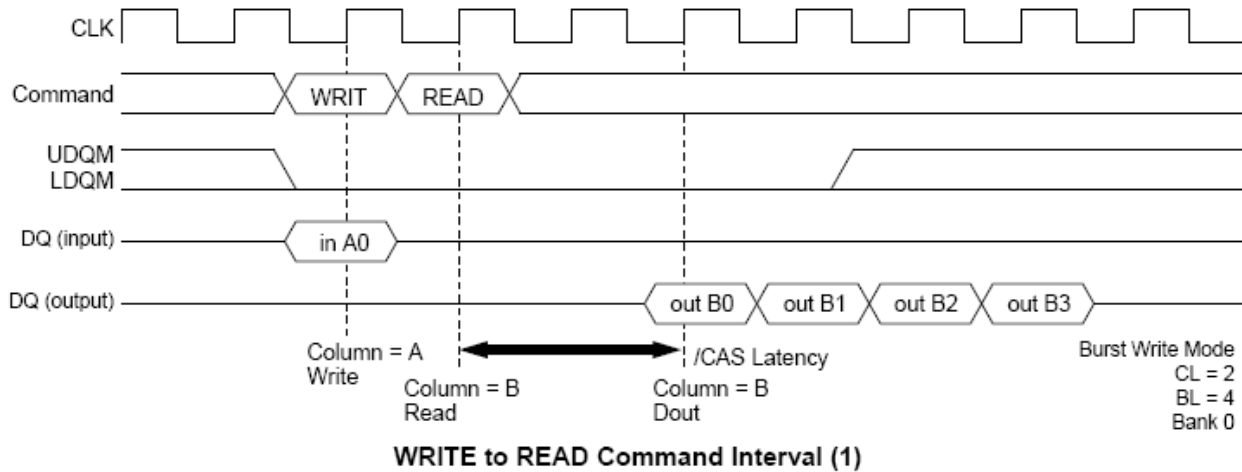 CLK
Command
WRIT
READ
UDQM
LDQM
DQ (input)
in A0
DQ (output)
out B0
out B1
out B2
out B3
Column = A
Write
Column = B
Read
/CAS Latency
Column = B
Dout
Burst Write Mode
CL = 2
BL = 4
Bank 0
WRITE to READ Command Interval (1)